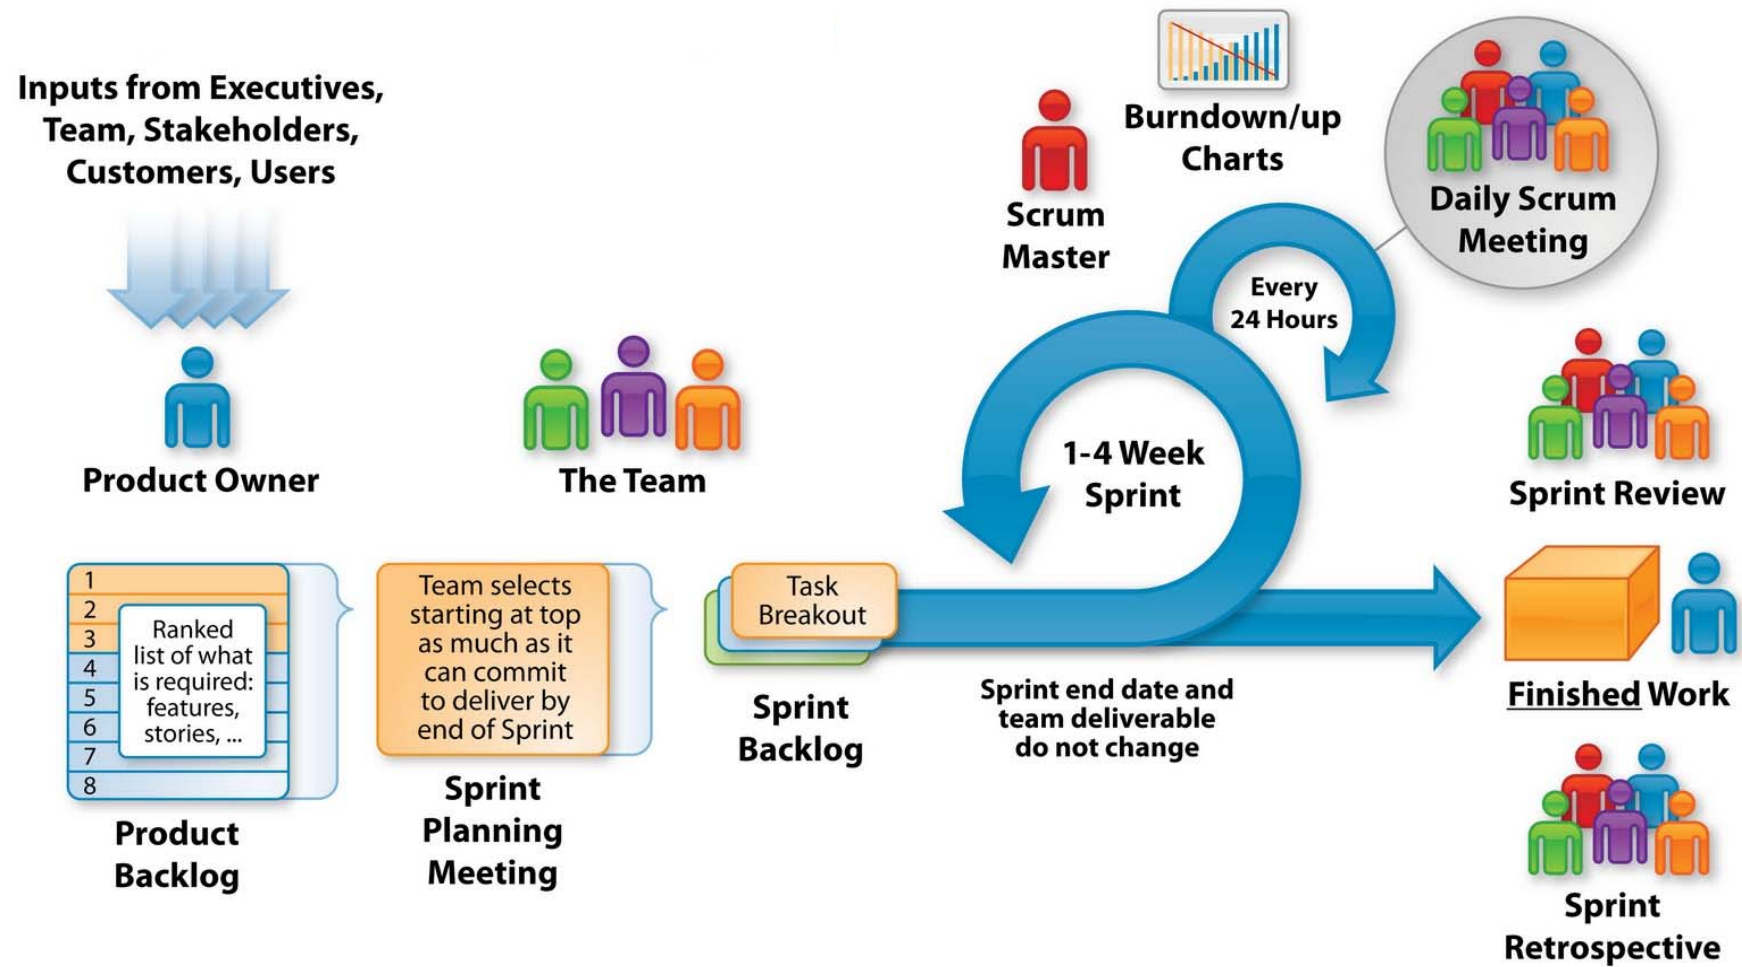 Inputs from Executives,
Team, Stakeholders,
Customers, Users
Product Owner
The Team
Scrum
Master
Burndown/up
Charts
Daily Scrum
Meeting
Every
24 Hours
1-4 Week
Sprint
Sprint Review
1
2
3
4
5
6
7
8
Ranked
list of what
is required:
features,
stories, ...
Product
Backlog
Team selects
starting at top
as much as it
can commit
to deliver by
end of Sprint
Sprint
Planning
Meeting
Task
Breakout
Sprint
Backlog
Sprint end date and
team deliverable
do not change
Finished Work
Sprint
Retrospective